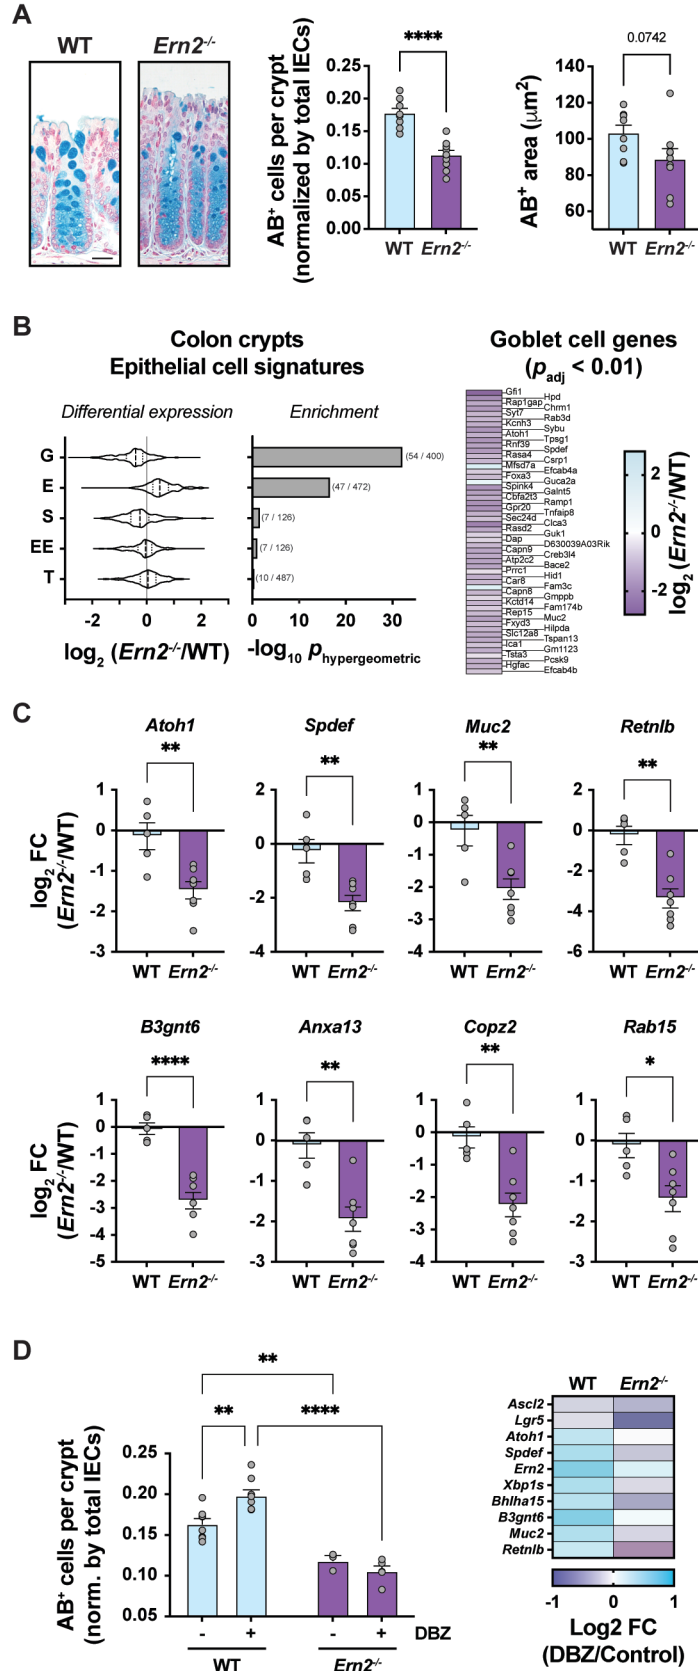 A
WT
Ern2-/-
AB+ cells per crypt
(normalized by total IECs)
****
0.25
0.20
0.15
0.10
0.05
0.00
WT Ern2-/-
AB+ area (μm2)
0.0742
140
120
100
80
60
WT Ern2-/-
B
Colon crypts
Epithelial cell signatures
Differential expression
Enrichment
G
E
S
EE
T
(54 / 400)
(47 / 472)
(7 / 126)
(7 / 126)
(10 / 487)
-2 0 2
0 10 20 30
log2 (Ern2-/-/WT)
-log10 phypergeometric
Goblet cell genes
(padj < 0.01)
Gfi1
Hpd
Rap1gap
Chrm1
Syt7
Rab3d
Kcnh3
Sybu
Atoh1
Tpsg1
Rnf39
Spdef
Rasa4
Csrp1
Mfsd7a
Efcab4a
Foxa3
Guca2a
Spink4
Galnt5
Cbfa2t3
Ramp1
Gpr20
Tnfaip8
Sec24d
Clca3
Rasd2
Guk1
Dap
D630039A03Rik
Capn9
Creb3l4
Atp2c2
Bace2
Prrc1
Hid1
Car8
Fam3c
Capn8
Gmppb
Kctd14
Fam174b
Rep15
Muc2
Fxyd3
Hilpda
Slc12a8
Tspan13
Ica1
Gm1123
Tsta3
Pcsk9
Hgfac
Efcab4b
2
0
-2
log2 (Ern2-/-/WT)
C
Atoh1
Spdef
Muc2
Retnlb
**
**
**
**
log2 FC
(Ern2-/-/WT)
1
0
-1
-2
-3
WT Ern2-/-
2
0
-2
-4
WT Ern2-/-
1
0
-1
-2
-3
-4
WT Ern2-/-
2
0
-2
-4
-6
WT Ern2-/-
B3gnt6
Anxa13
Copz2
Rab15
****
**
**
*
log2 FC
(Ern2-/-/WT)
1
0
-1
-2
-3
-4
-5
WT Ern2-/-
1
0
-1
-2
-3
WT Ern2-/-
1
0
-1
-2
-3
-4
WT Ern2-/-
1
0
-1
-2
-3
WT Ern2-/-
D
AB+ cells per crypt
(norm. by total IECs)
**
**
****
0.25
0.20
0.15
0.10
0.05
- + - + DBZ
WT Ern2-/-
WT Ern2-/-
Ascl2
Lgr5
Atoh1
Spdef
Ern2
Xbp1s
Bhlha15
B3gnt6
Muc2
Retnlb
-1 0 1
Log2 FC
(DBZ/Control)